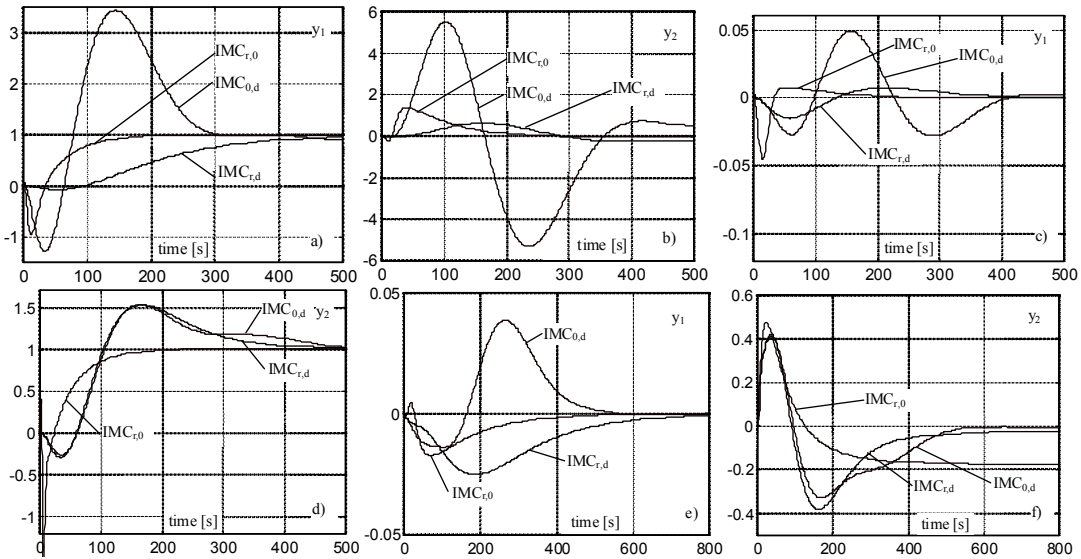 y1
IMCr,0
IMC0,d
IMCr,d
3
2
1
0
-1
time [s]
a)
0 100 200 300 400 500
y2
IMCr,0
IMC0,d
IMCr,d
6
4
2
0
-2
-4
-6
time [s]
b)
0 100 200 300 400 500
y1
IMCr,0
IMC0,d
IMCr,d
0.05
0
-0.05
-0.1
time [s]
c)
0 100 200 300 400 500
y2
IMC0,d
IMCr,d
IMCr,0
1.5
1
0.5
0
-0.5
-1
time [s]
d)
0 100 200 300 400 500
y1
IMC0,d
IMCr,d
IMCr,0
0.05
0
-0.05
time [s]
e)
0 200 400 600 800
y2
IMCr,0
IMCr,d
IMC0,d
0.6
0.4
0.2
0
-0.2
-0.4
time [s]
f)
0 200 400 600 800